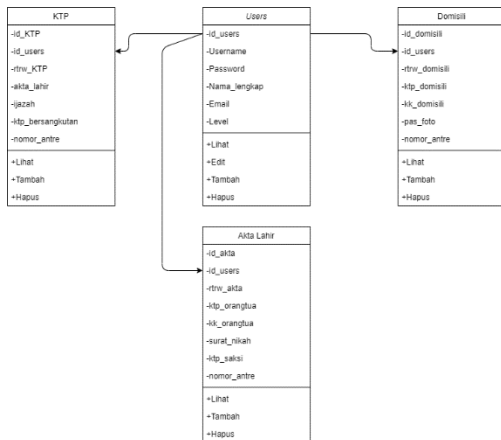 KTP
-id_KTP
-id_users
-rtrw_KTP
-akta_lahir
-ijazah
-ktp_bersangkutan
-nomor_antre
+Lihat
+Tambah
+Hapus
Users
-id_users
-Username
-Password
-Nama_lengkap
-Email
-Level
+Lihat
+Edit
+Tambah
+Hapus
Domisili
-id_domisili
-id_users
-rtrw_domisili
-ktp_domisili
-kk_domisili
-pas_foto
-nomor_antre
+Lihat
+Tambah
+Hapus
Akta Lahir
-id_akta
-id_users
-rtrw_akta
-ktp_orangtua
-kk_orangtua
-surat_nikah
-ktp_saksi
-nomor_antre
+Lihat
+Tambah
+Hapus